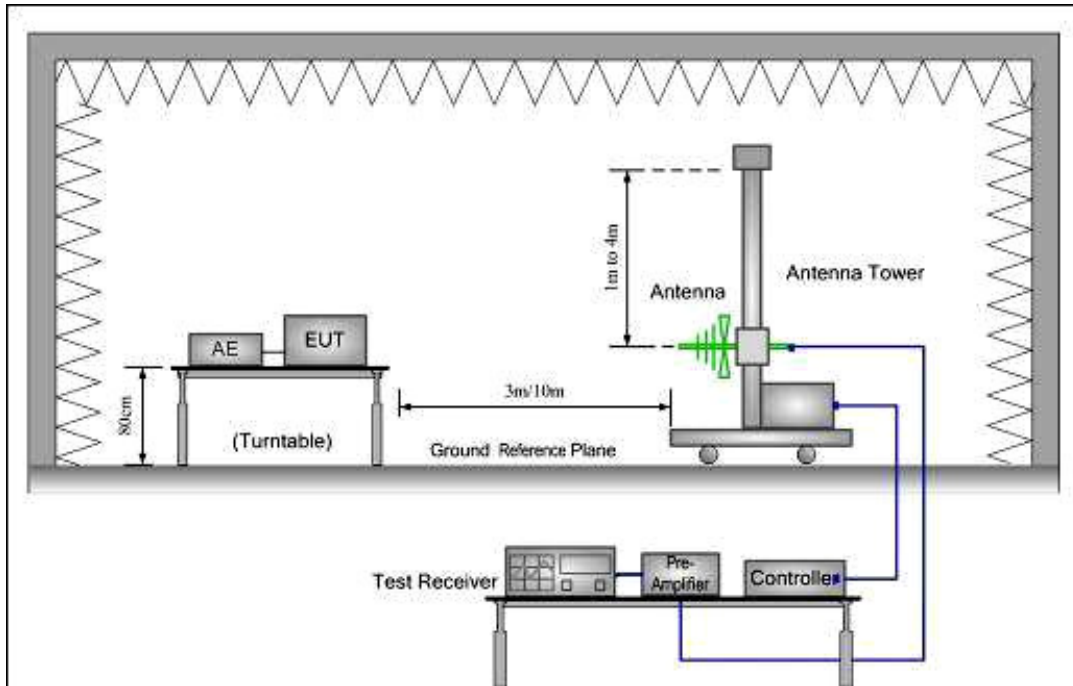 1m to 4m
Antenna Tower
Antenna
AE
EUT
80cm
3m/10m
(Turntable)
Ground Reference Plane
Test Receiver
Pre-
Amplifier
Controller